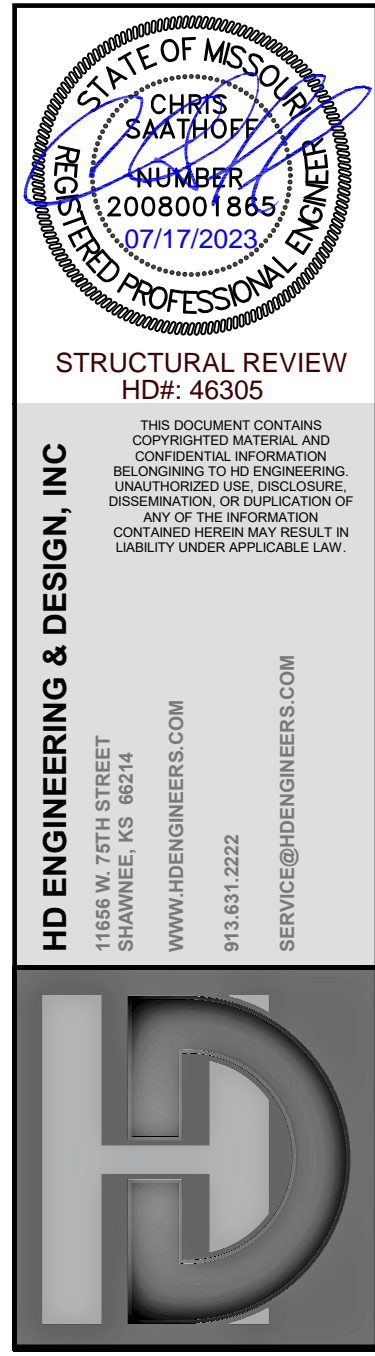 STATE OF MISSOURI
CHRIS
SAATHOFF
NUMBER
2008001865
07/17/2023
REGISTERED PROFESSIONAL ENGINEER
STRUCTURAL REVIEW
HD#: 46305
THIS DOCUMENT CONTAINS
COPYRIGHTED MATERIAL AND
CONFIDENTIAL INFORMATION
BELONGINING TO HD ENGINEERING.
UNAUTHORIZED USE, DISCLOSURE,
DISSEMINATION, OR DUPLICATION OF
ANY OF THE INFORMATION
CONTAINED HEREIN MAY RESULT IN
LIABILITY UNDER APPLICABLE LAW.
HD ENGINEERING & DESIGN, INC
11656 W. 75TH STREET
SHAWNEE, KS 66214
WWW.HDENGINEERS.COM
913.631.2222
SERVICE@HDENGINEERS.COM
HD